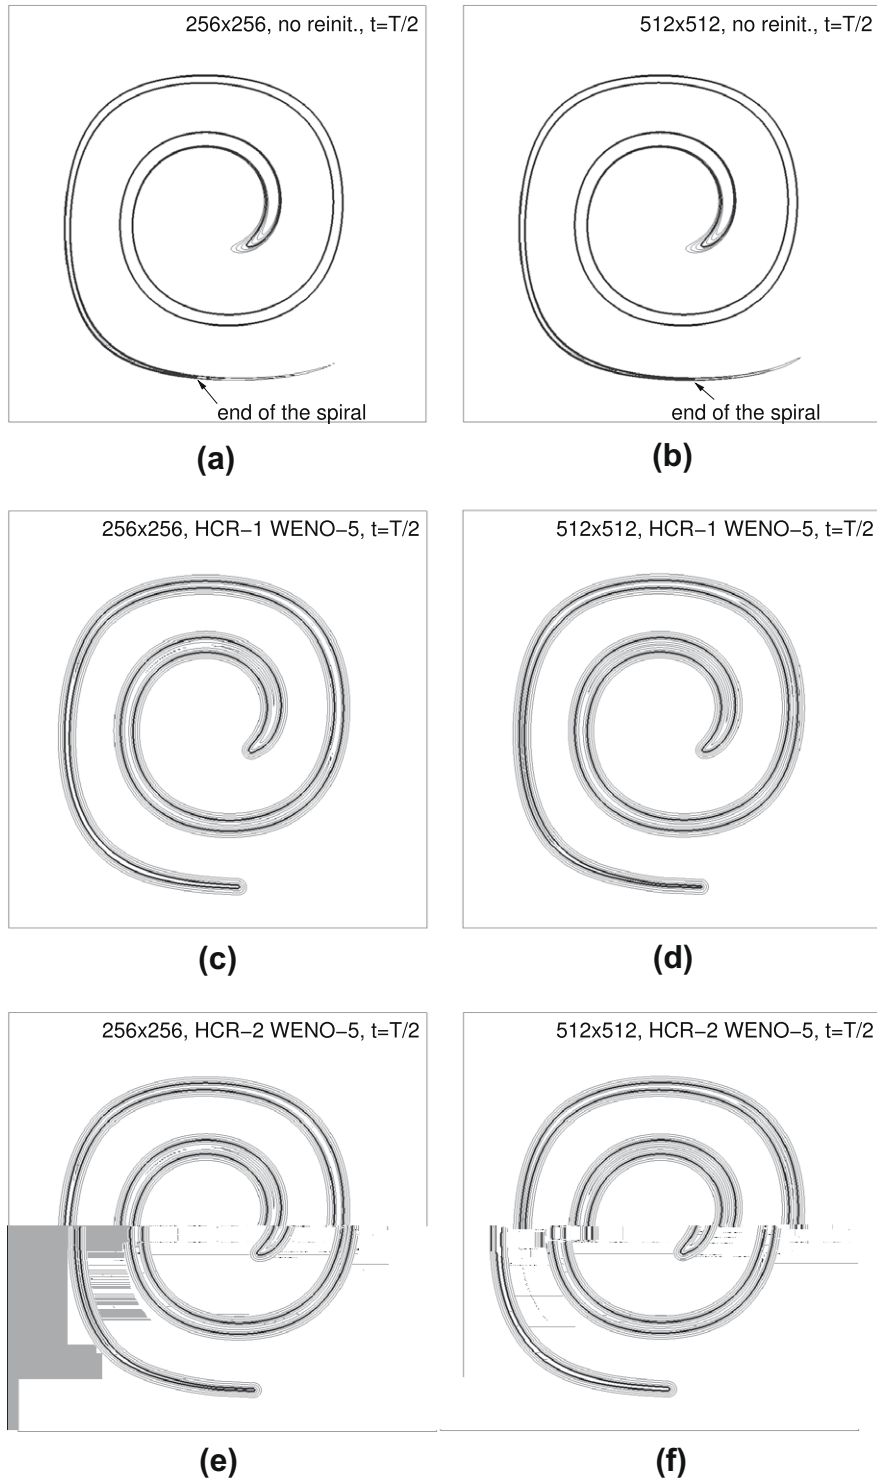 256x256, no reinit., t=T/2
512x512, no reinit., t=T/2
end of the spiral
end of the spiral
(a)
(b)
256x256, HCR−1 WENO−5, t=T/2
512x512, HCR−1 WENO−5, t=T/2
(c)
(d)
256x256, HCR−2 WENO−5, t=T/2
512x512, HCR−2 WENO−5, t=T/2
(e)
(f)